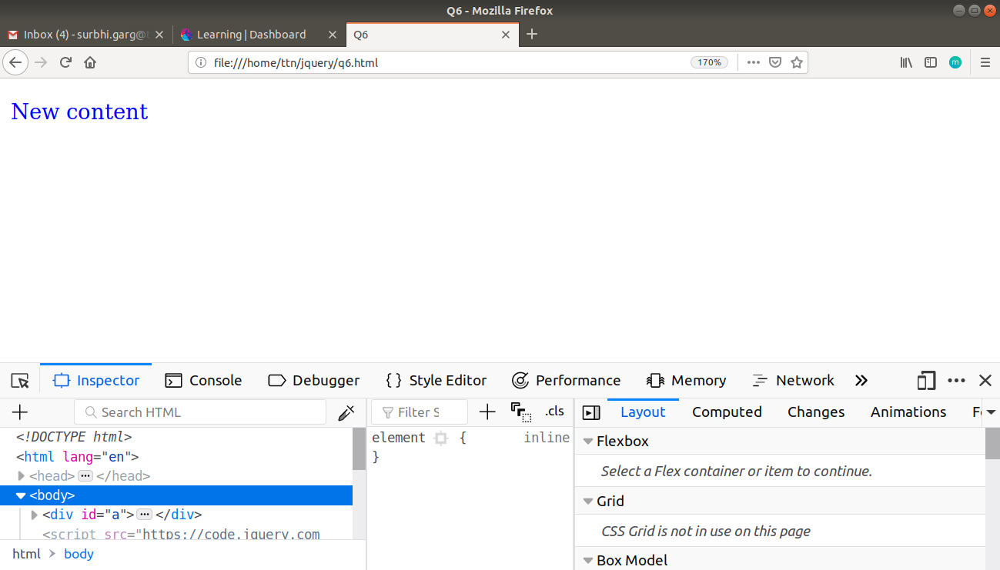 Q6 - Mozilla Firefox
Inbox (4) - surbhi.garg@t
Learning | Dashboard
Q6
file:///home/ttn/jquery/q6.html
170%
m
New content
Inspector
Console
Debugger
{ } Style Editor
Performance
Memory
Network
Search HTML
Filter S
.cls
Layout
Computed
Changes
Animations
Fo
<!DOCTYPE html>
<html lang="en">
<head> ••• </head>
<body>
<div id="a"> ••• </div>
<script src="https://code.jquery.com
html > body
element { inline
}
Flexbox
Select a Flex container or item to continue.
Grid
CSS Grid is not in use on this page
Box Model